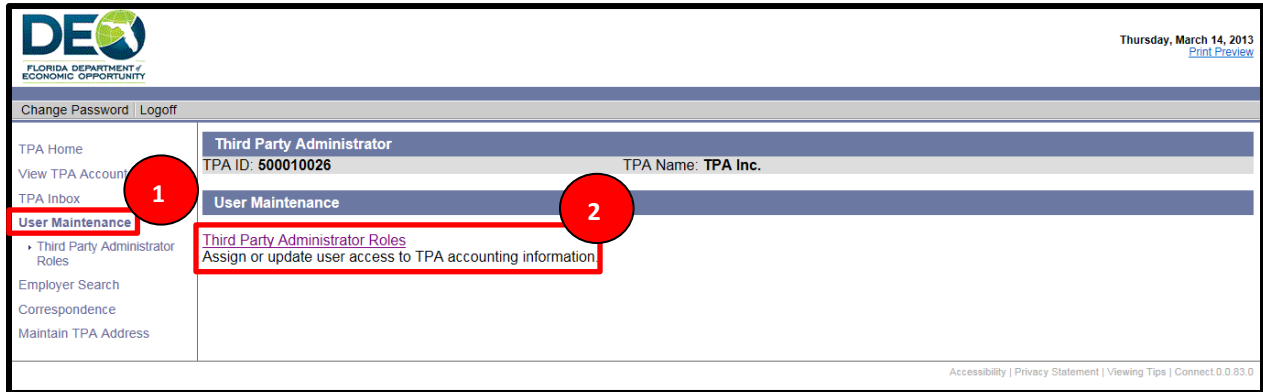 DEO
FLORIDA DEPARTMENT of
ECONOMIC OPPORTUNITY
Thursday, March 14, 2013
Print Preview
Change Password | Logoff
TPA Home
View TPA Account
TPA Inbox
1
User Maintenance
Third Party Administrator
Roles
Employer Search
Correspondence
Maintain TPA Address
Third Party Administrator
TPA ID: 500010026 TPA Name: TPA Inc.
User Maintenance
2
Third Party Administrator Roles
Assign or update user access to TPA accounting information.
Accessibility | Privacy Statement | Viewing Tips | Connect.0.0.83.0